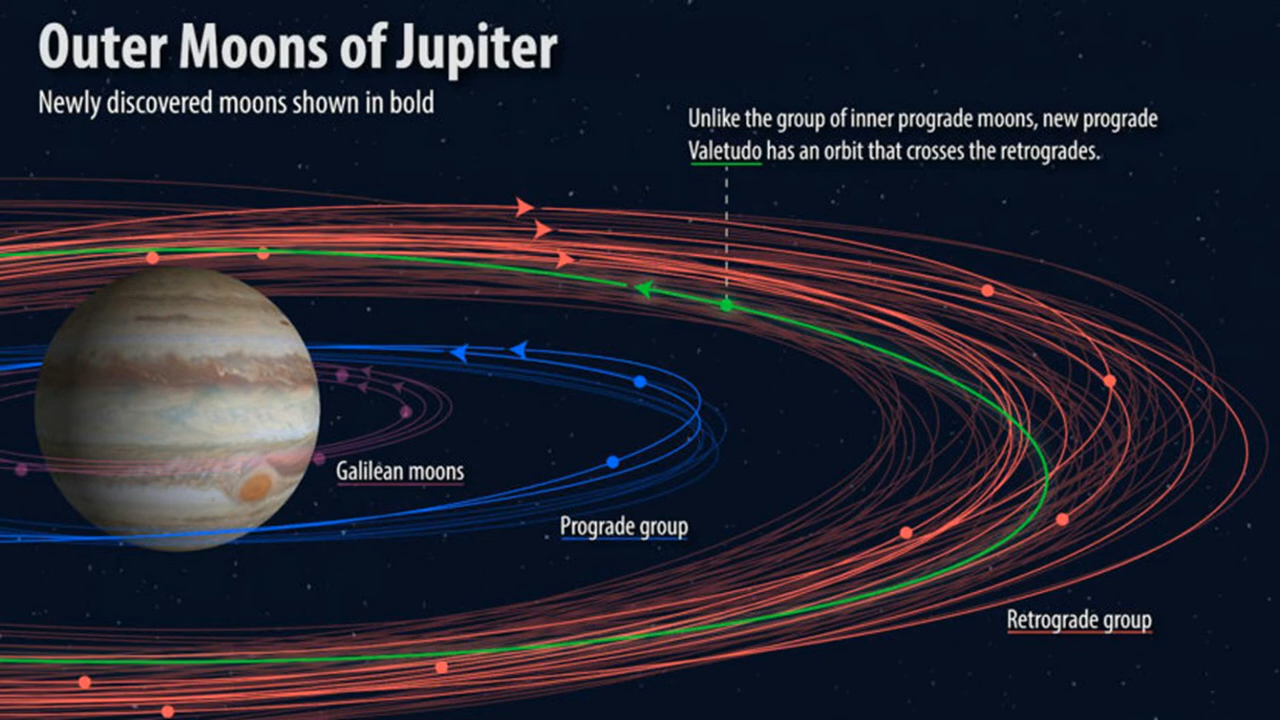 Outer Moons of Jupiter
Newly discovered moons shown in bold
Unlike the group of inner prograde moons, new prograde
Valetudo has an orbit that crosses the retrogrades.
Galilean moons
Prograde group
Retrograde group